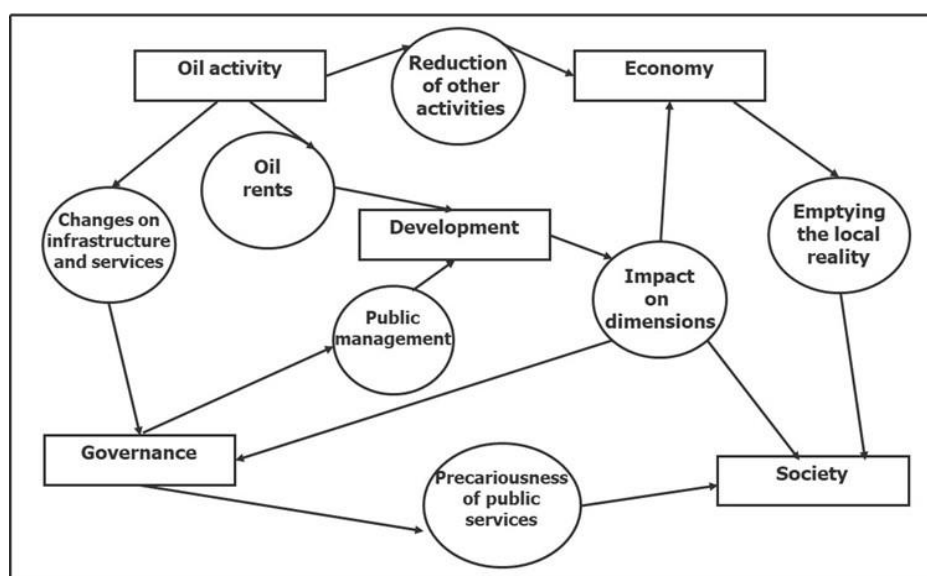 Oil activity
Reduction
of other
activities
Economy
Oil
rents
Changes on
infrastructure
and services
Development
Emptying
the local
reality
Impact
on
dimensions
Public
management
Governance
Precariousness
of public
services
Society